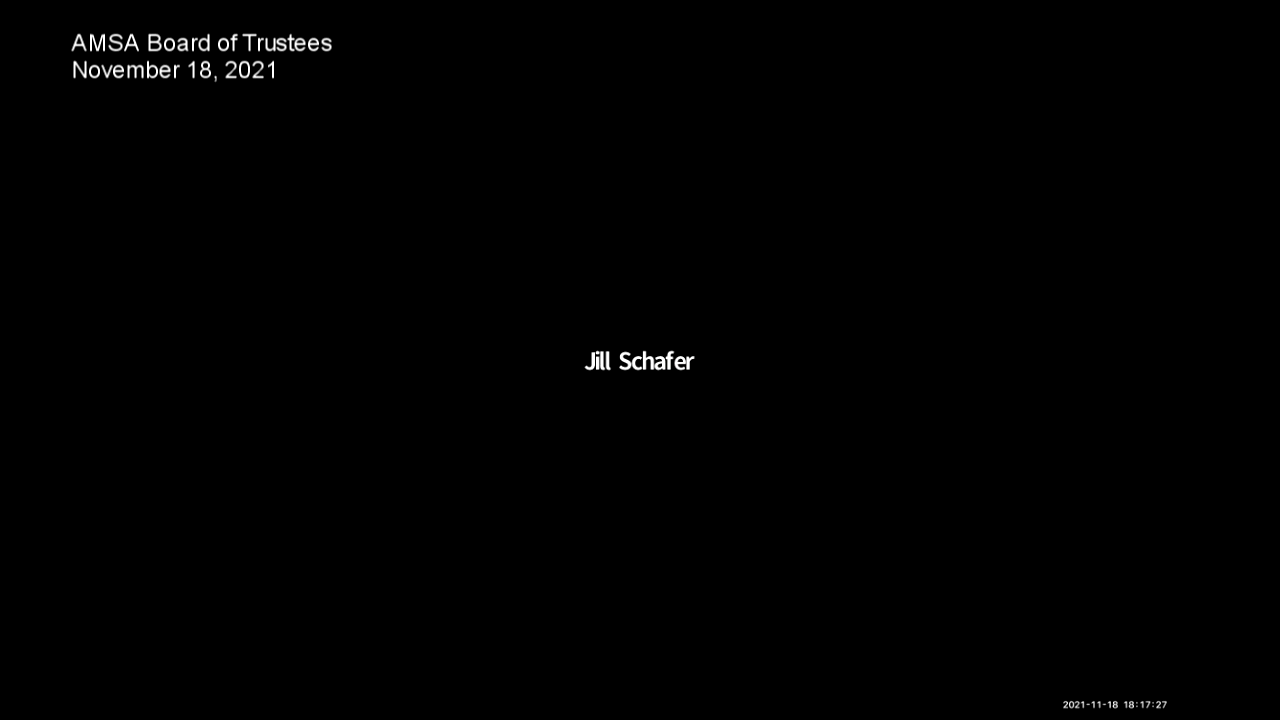 AMSA Board of Trustees
November 18, 2021
Jill Schafer
2021-11-18 18:17:27